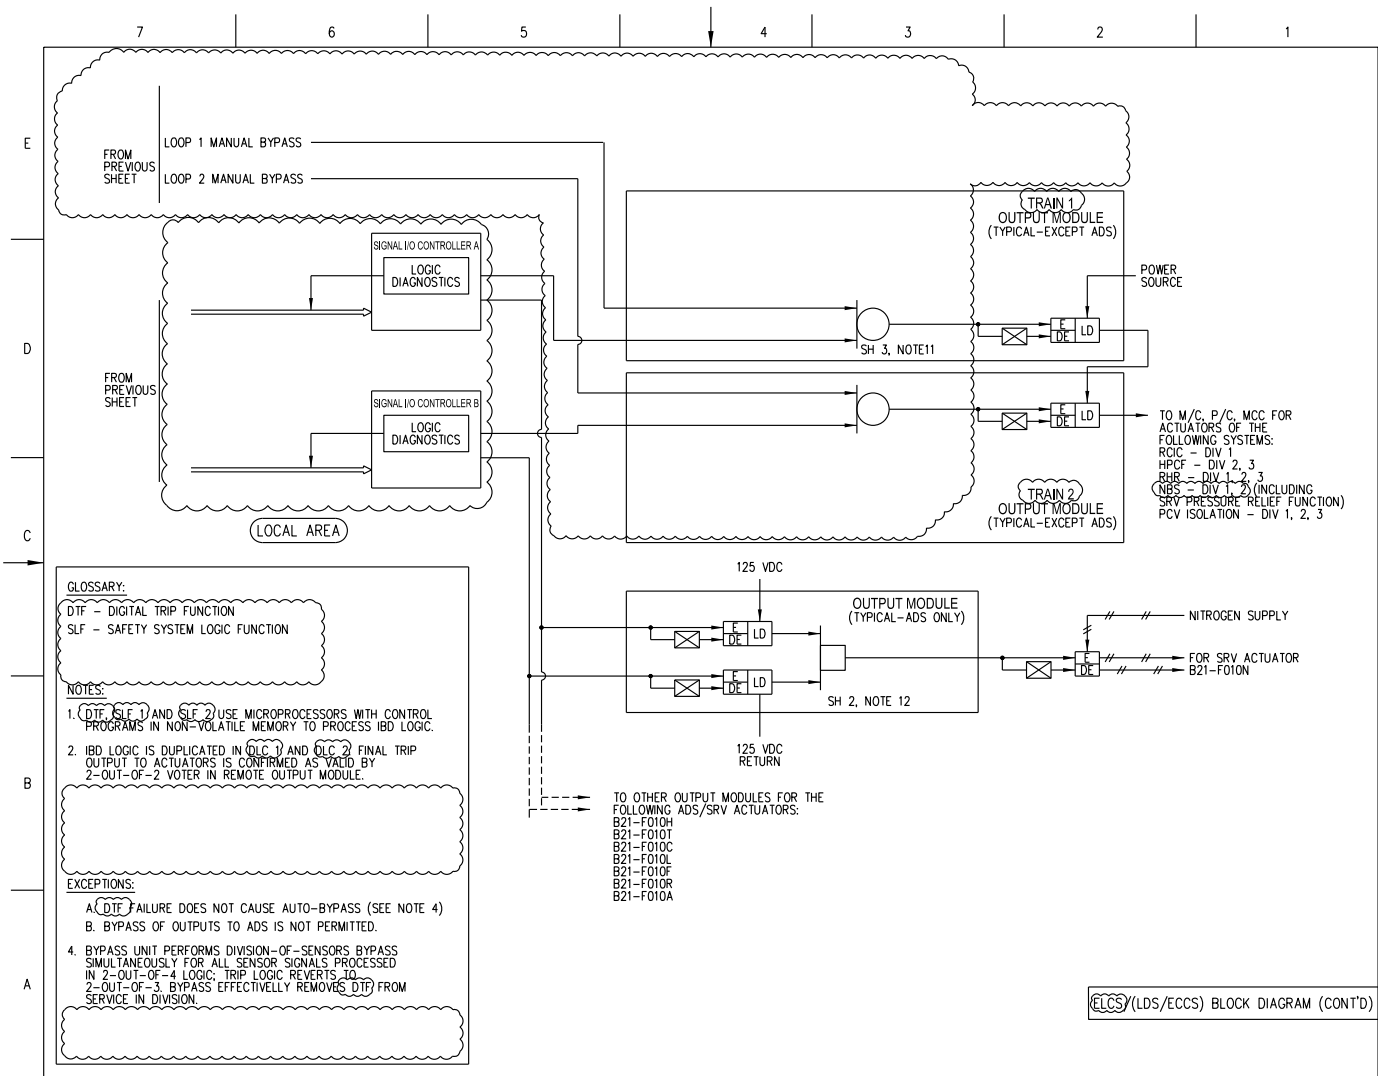 7 6 5 4 3 2 1
E
D
C
B
A
FROM
PREVIOUS
SHEET
LOOP 1 MANUAL BYPASS
LOOP 2 MANUAL BYPASS
TRAIN 1
OUTPUT MODULE
(TYPICAL-EXCEPT ADS)
SIGNAL I/O CONTROLLER A
LOGIC
DIAGNOSTICS
POWER
SOURCE
E
DE
LD
SH 3, NOTE11
FROM
PREVIOUS
SHEET
SIGNAL I/O CONTROLLER B
LOGIC
DIAGNOSTICS
E
DE
LD
TO M/C, P/C, MCC FOR
ACTUATORS OF THE
FOLLOWING SYSTEMS:
RCIC - DIV 1
HPCF - DIV 2, 3
RHR - DIV 1, 2, 3
NBS - DIV 1, 2 (INCLUDING
SRV PRESSURE RELIEF FUNCTION)
PCV ISOLATION - DIV 1, 2, 3
TRAIN 2
OUTPUT MODULE
(TYPICAL-EXCEPT ADS)
LOCAL AREA
125 VDC
OUTPUT MODULE
(TYPICAL-ADS ONLY)
E
DE
LD
E
DE
LD
SH 2, NOTE 12
125 VDC
RETURN
NITROGEN SUPPLY
E
DE
FOR SRV ACTUATOR
B21-F010N
TO OTHER OUTPUT MODULES FOR THE
FOLLOWING ADS/SRV ACTUATORS:
B21-F010H
B21-F010T
B21-F010C
B21-F010L
B21-F010F
B21-F010R
B21-F010A
GLOSSARY:
DTF - DIGITAL TRIP FUNCTION
SLF - SAFETY SYSTEM LOGIC FUNCTION
NOTES:
1. DTF, SLF 1 AND SLF 2 USE MICROPROCESSORS WITH CONTROL
PROGRAMS IN NON-VOLATILE MEMORY TO PROCESS IBD LOGIC.
2. IBD LOGIC IS DUPLICATED IN DLC 1 AND DLC 2. FINAL TRIP
OUTPUT TO ACTUATORS IS CONFIRMED AS VALID BY
2-OUT-OF-2 VOTER IN REMOTE OUTPUT MODULE.
EXCEPTIONS:
A. DTF FAILURE DOES NOT CAUSE AUTO-BYPASS (SEE NOTE 4)
B. BYPASS OF OUTPUTS TO ADS IS NOT PERMITTED.
4. BYPASS UNIT PERFORMS DIVISION-OF-SENSORS BYPASS
SIMULTANEOUSLY FOR ALL SENSOR SIGNALS PROCESSED
IN 2-OUT-OF-4 LOGIC; TRIP LOGIC REVERTS TO
2-OUT-OF-3. BYPASS EFFECTIVELLY REMOVES DTF FROM
SERVICE IN DIVISION.
ELCS/(LDS/ECCS) BLOCK DIAGRAM (CONT'D)